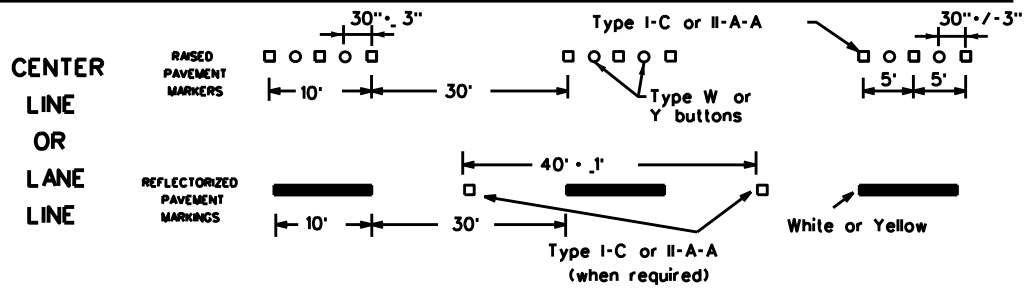 CENTER
LINE
OR
LANE
LINE
RAISED
PAVEMENT
MARKERS
30"•_ 3"
10'
30'
Type I-C or II-A-A
Type W or
Y buttons
30"+/-3"
5' 5'
REFLECTORIZED
PAVEMENT
MARKINGS
10'
30'
40' • _1'
Type I-C or II-A-A
(when required)
White or Yellow